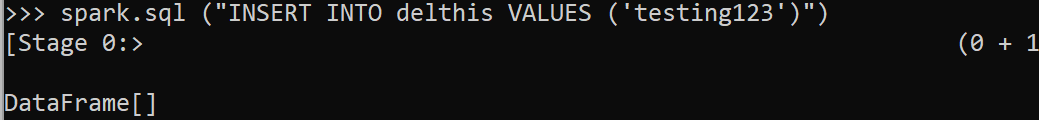 >>> spark.sql ("INSERT INTO delthis VALUES ('testing123')")
[Stage 0:> (0 + 1
DataFrame[]